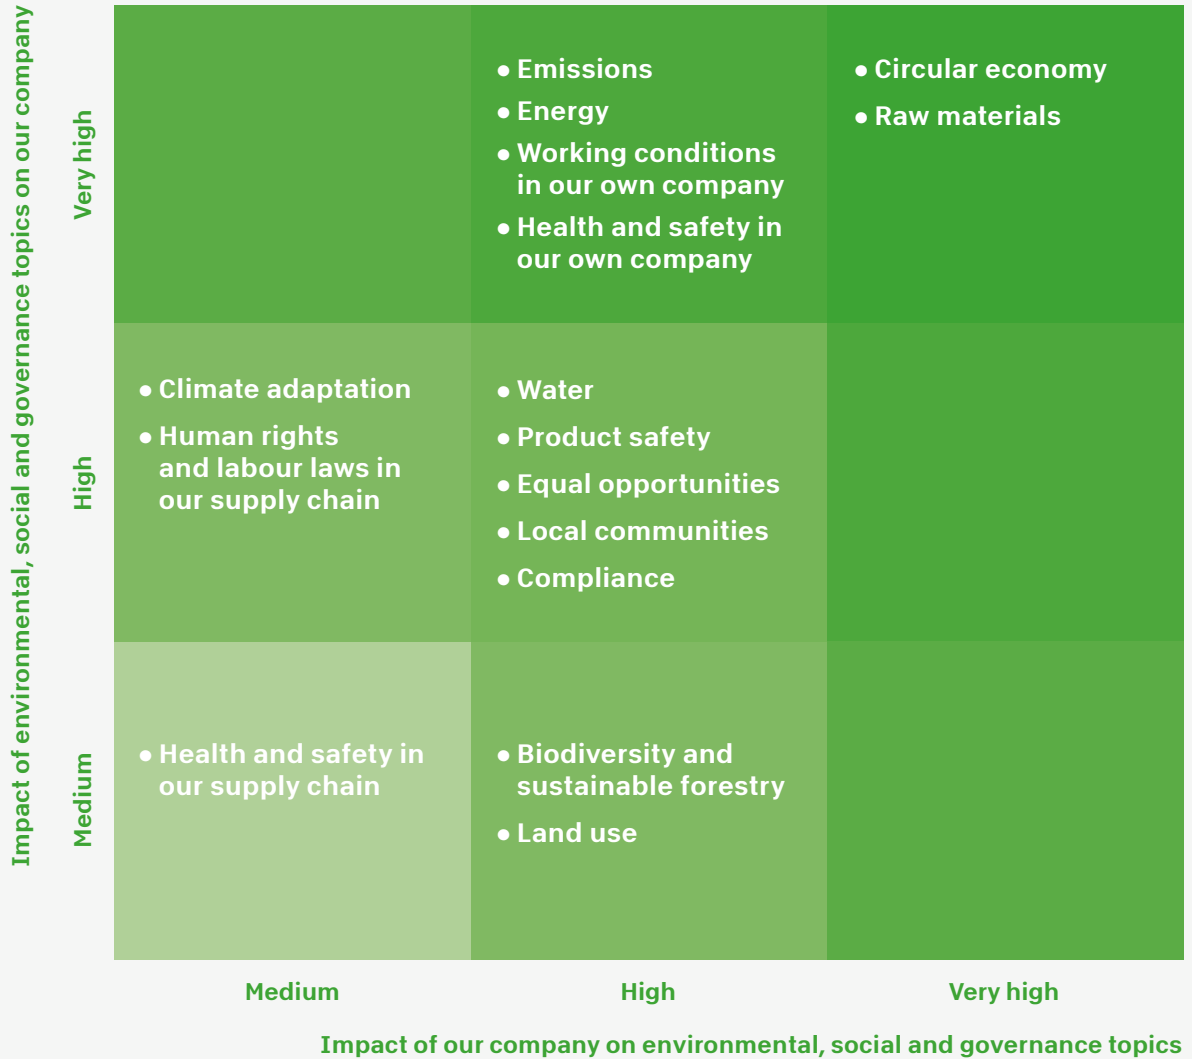 Impact of environmental, social and governance topics on our company
Very high
● Emissions
● Energy
● Working conditions
in our own company
● Health and safety in
our own company
● Circular economy
● Raw materials
High
● Climate adaptation
● Human rights
and labour laws in
our supply chain
● Water
● Product safety
● Equal opportunities
● Local communities
● Compliance
Medium
● Health and safety in
our supply chain
● Biodiversity and
sustainable forestry
● Land use
Medium
High
Very high
Impact of our company on environmental, social and governance topics